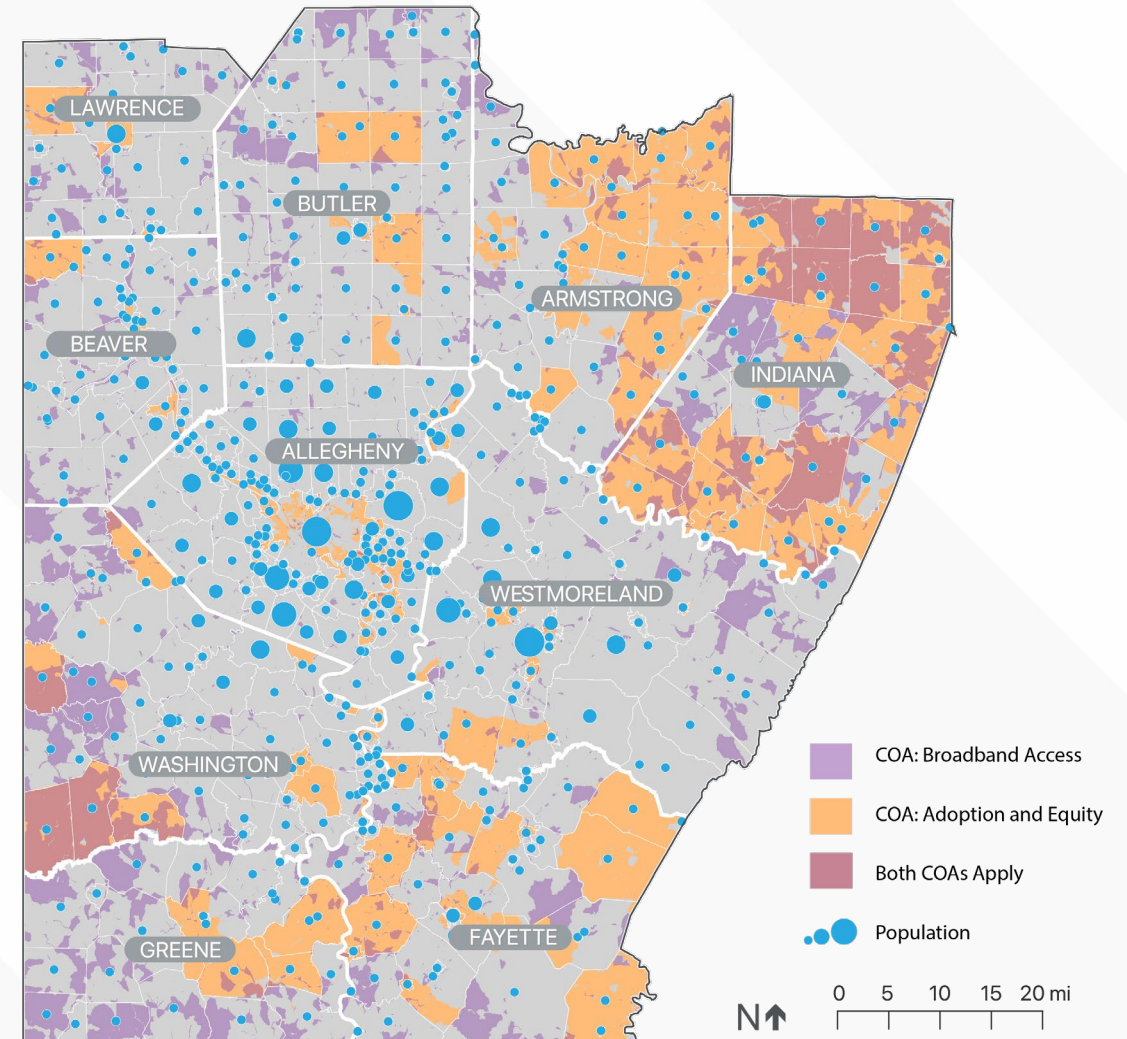 LAWRENCE
BUTLER
ARMSTRONG
BEAVER
INDIANA
ALLEGHENY
WESTMORELAND
WASHINGTON
GREENE
FAYETTE
COA: Broadband Access
COA: Adoption and Equity
Both COAs Apply
Population
N
0 5 10 15 20 mi